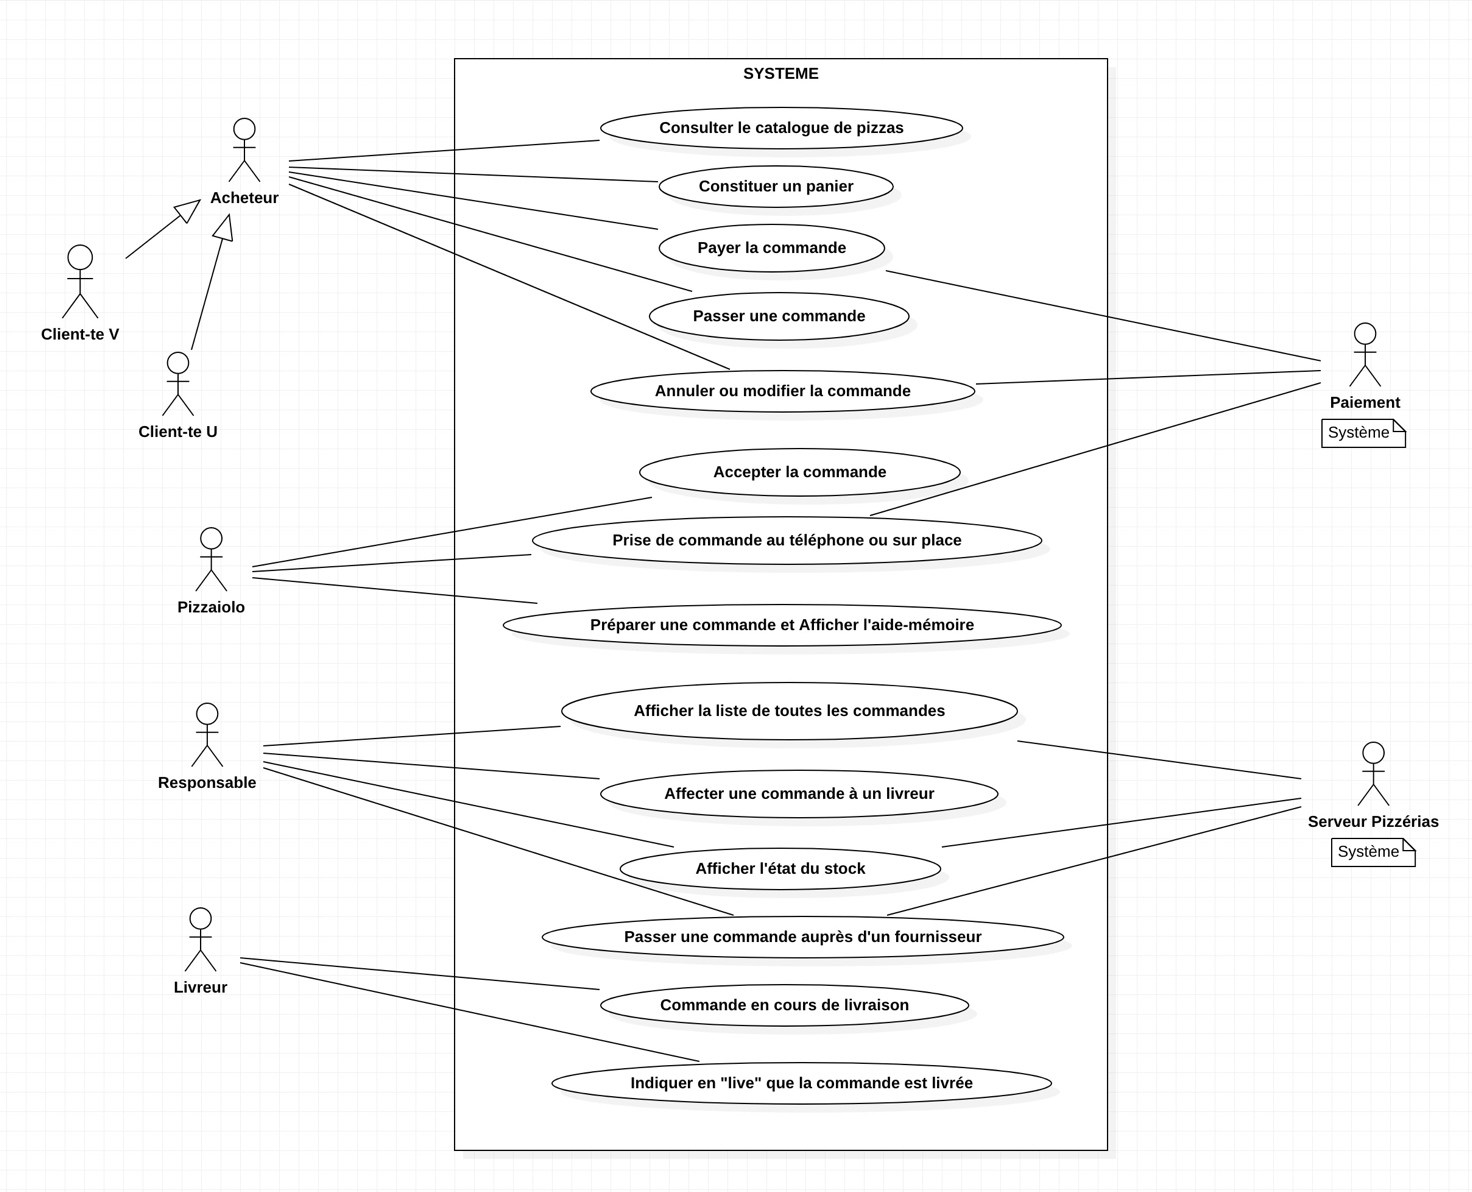 SYSTEME
Consulter le catalogue de pizzas
Constituer un panier
Acheteur
Payer la commande
Passer une commande
Client-te V
Annuler ou modifier la commande
Paiement
Système
Client-te U
Accepter la commande
Prise de commande au téléphone ou sur place
Pizzaiolo
Préparer une commande et Afficher l'aide-mémoire
Afficher la liste de toutes les commandes
Responsable
Affecter une commande à un livreur
Serveur Pizzérias
Système
Afficher l'état du stock
Passer une commande auprès d'un fournisseur
Livreur
Commande en cours de livraison
Indiquer en "live" que la commande est livrée